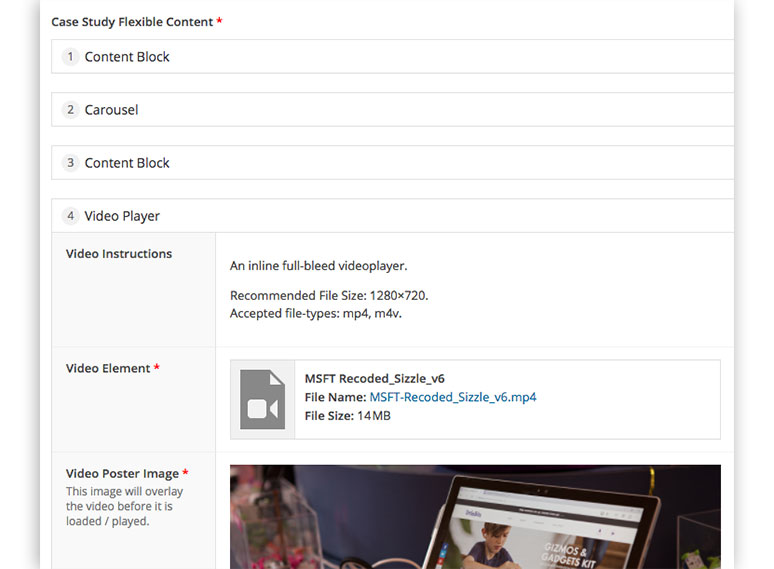 Case Study Flexible Content *
1 Content Block
2 Carousel
3 Content Block
4 Video Player
Video Instructions
An inline full-bleed videoplayer.
Recommended File Size: 1280×720.
Accepted file-types: mp4, m4v.
Video Element *
MSFT Recoded_Sizzle_v6
File Name: MSFT-Recoded_Sizzle_v6.mp4
File Size: 14 MB
Video Poster Image *
This image will overlay
the video before it is
loaded / played.
GIZMOS &
GADGETS KIT